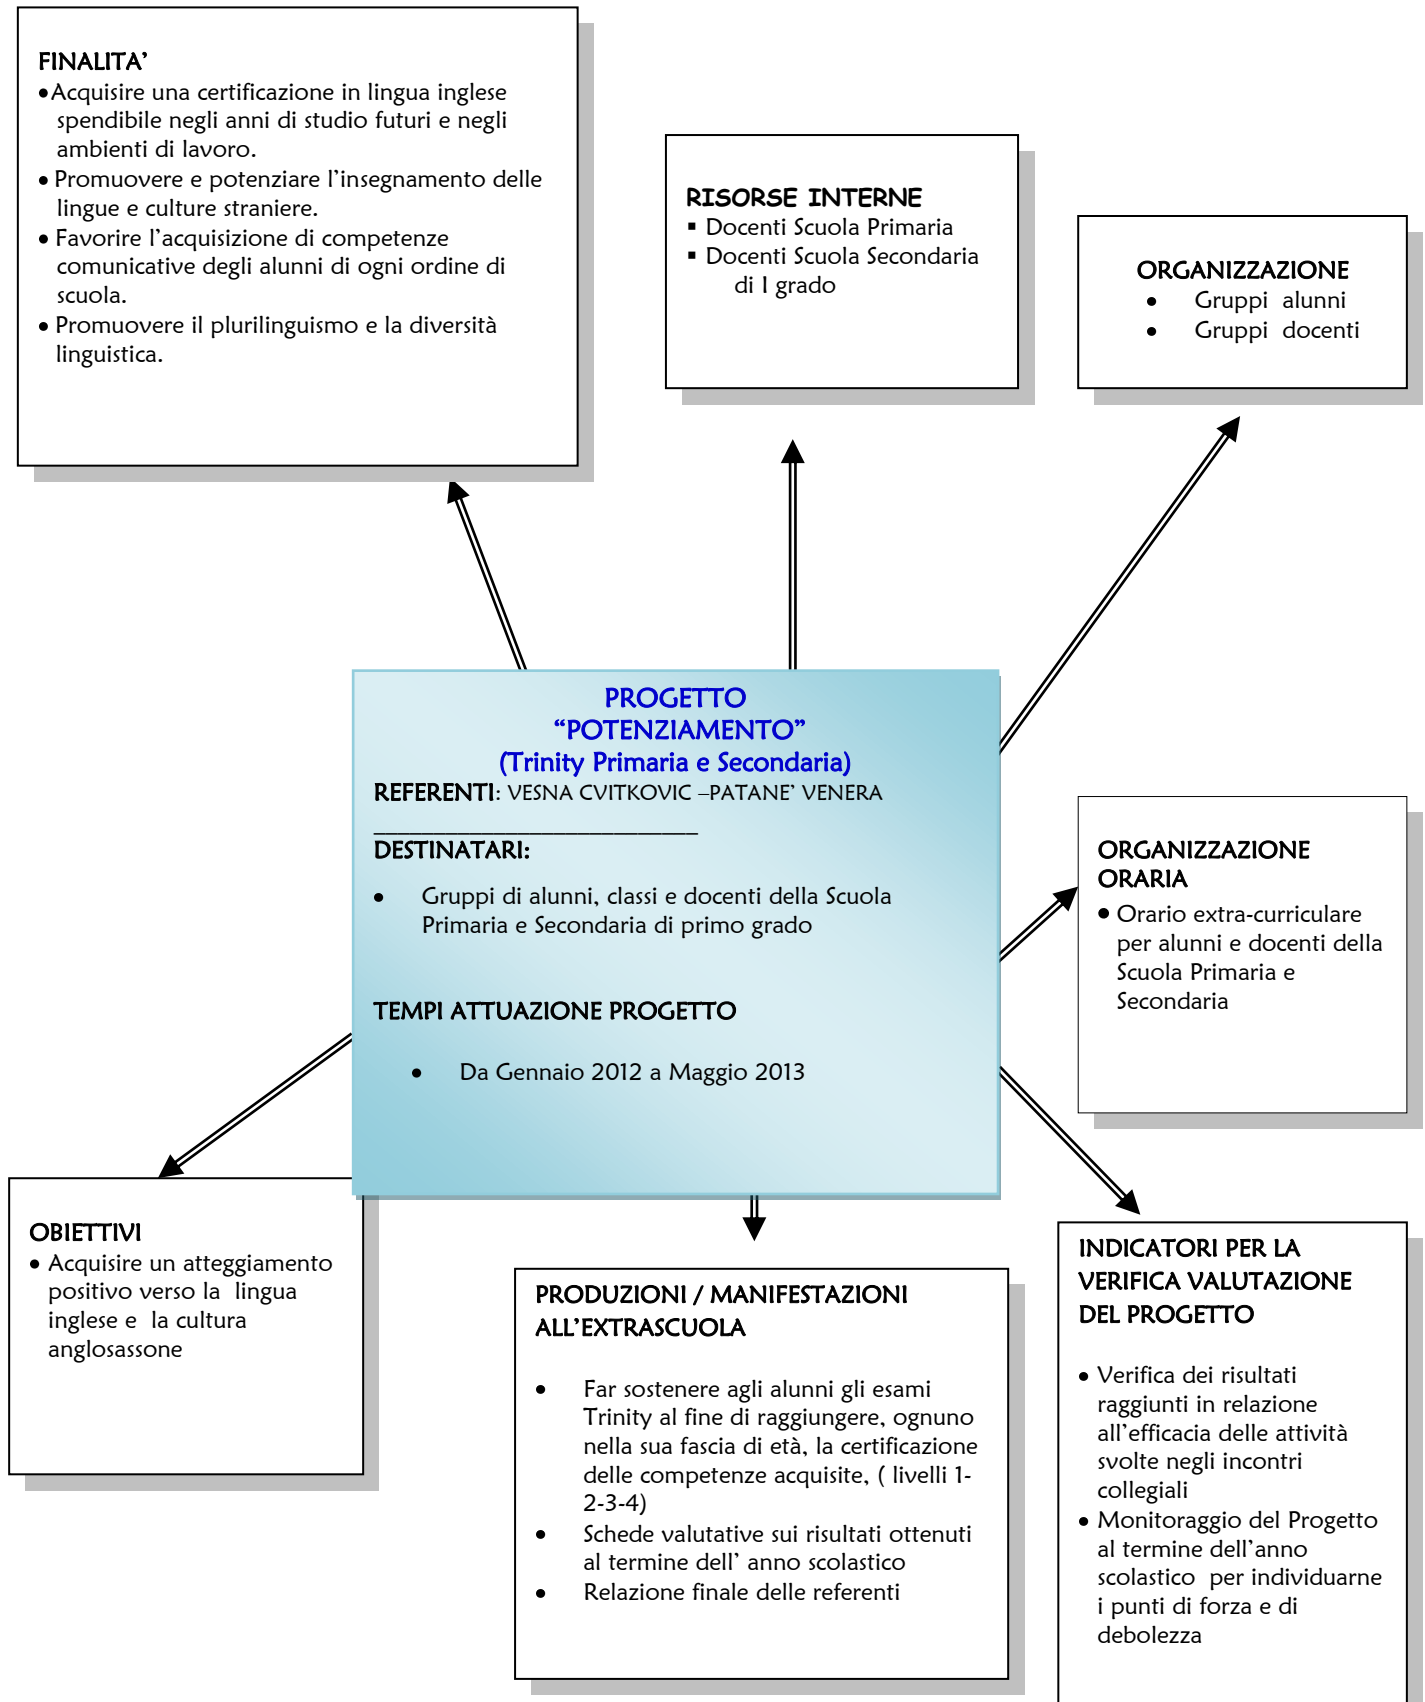 FINALITA’
•Acquisire una certificazione in lingua inglese
spendibile negli anni di studio futuri e negli
ambienti di lavoro.
• Promuovere e potenziare l’insegnamento delle
lingue e culture straniere.
• Favorire l’acquisizione di competenze
comunicative degli alunni di ogni ordine di
scuola.
• Promuovere il plurilinguismo e la diversità
linguistica.
RISORSE INTERNE
▪ Docenti Scuola Primaria
▪ Docenti Scuola Secondaria
di I grado
ORGANIZZAZIONE
• Gruppi alunni
• Gruppi docenti
PROGETTO
“POTENZIAMENTO”
(Trinity Primaria e Secondaria)
REFERENTI: VESNA CVITKOVIC –PATANE’ VENERA
___________________________
DESTINATARI:
• Gruppi di alunni, classi e docenti della Scuola
Primaria e Secondaria di primo grado
TEMPI ATTUAZIONE PROGETTO
• Da Gennaio 2012 a Maggio 2013
ORGANIZZAZIONE
ORARIA
• Orario extra-curriculare
per alunni e docenti della
Scuola Primaria e
Secondaria
OBIETTIVI
• Acquisire un atteggiamento
positivo verso la lingua
inglese e la cultura
anglosassone
PRODUZIONI / MANIFESTAZIONI
ALL’EXTRASCUOLA
• Far sostenere agli alunni gli esami
Trinity al fine di raggiungere, ognuno
nella sua fascia di età, la certificazione
delle competenze acquisite, ( livelli 1-
2-3-4)
• Schede valutative sui risultati ottenuti
al termine dell’ anno scolastico
• Relazione finale delle referenti
INDICATORI PER LA
VERIFICA VALUTAZIONE
DEL PROGETTO
• Verifica dei risultati
raggiunti in relazione
all’efficacia delle attività
svolte negli incontri
collegiali
• Monitoraggio del Progetto
al termine dell’anno
scolastico per individuarne
i punti di forza e di
debolezza